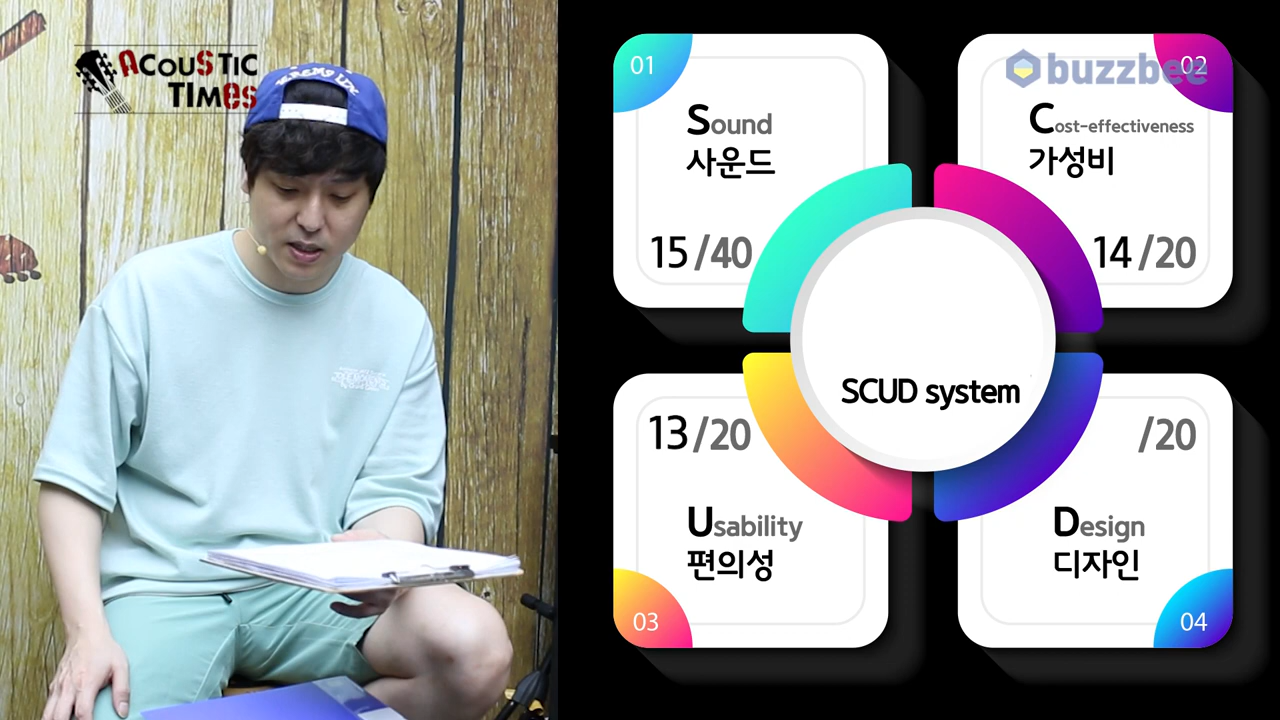 ACOUSTIC
TIMES
buzzbee
01
Sound
사운드
15/40
02
Cost-effectiveness
가성비
14/20
SCUD system
13/20
Usability
편의성
03
/20
Design
디자인
04